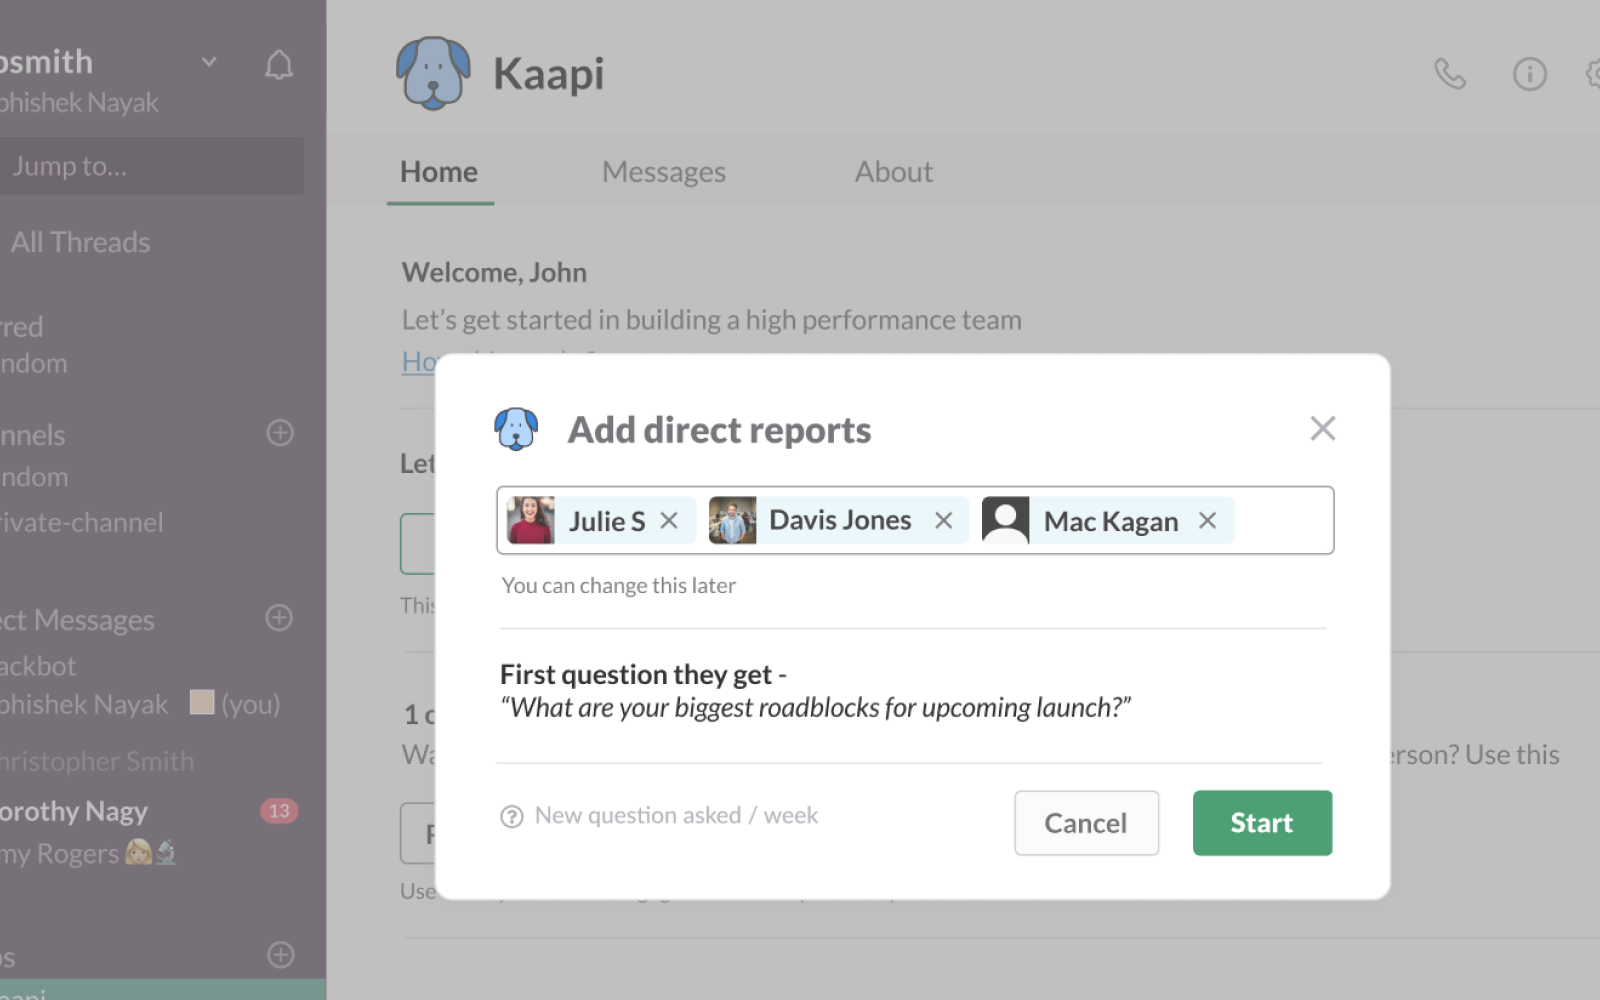 psmith
bhishek Nayak
Jump to...
All Threads
rred
ndom
nnels
ndom
rivate-channel
ect Messages
ackbot
bhishek Nayak (you)
hristopher Smith
orothy Nagy 13
my Rogers
os
Kaapi
Home Messages About
Welcome, John
Let's get started in building a high performance team
Ho
Let
This
1 o
Wa erson? Use this
Use
Add direct reports
Julie S Davis Jones Mac Kagan
You can change this later
First question they get -
“What are your biggest roadblocks for upcoming launch?”
New question asked / week
Cancel Start